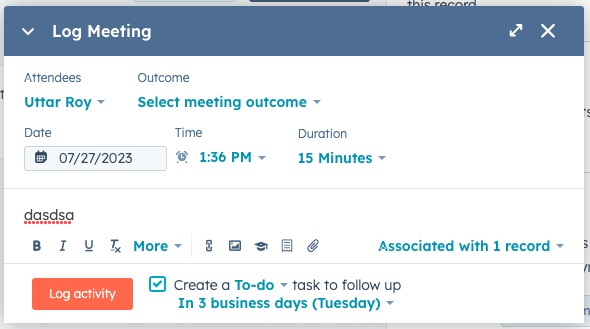 this record.
Log Meeting
Attendees Outcome
Uttar Roy Select meeting outcome
Date Time Duration
07/27/2023 1:36 PM 15 Minutes
dasdsa
B I U Tx More Associated with 1 record
Log activity Create a To-do task to follow up
In 3 business days (Tuesday)